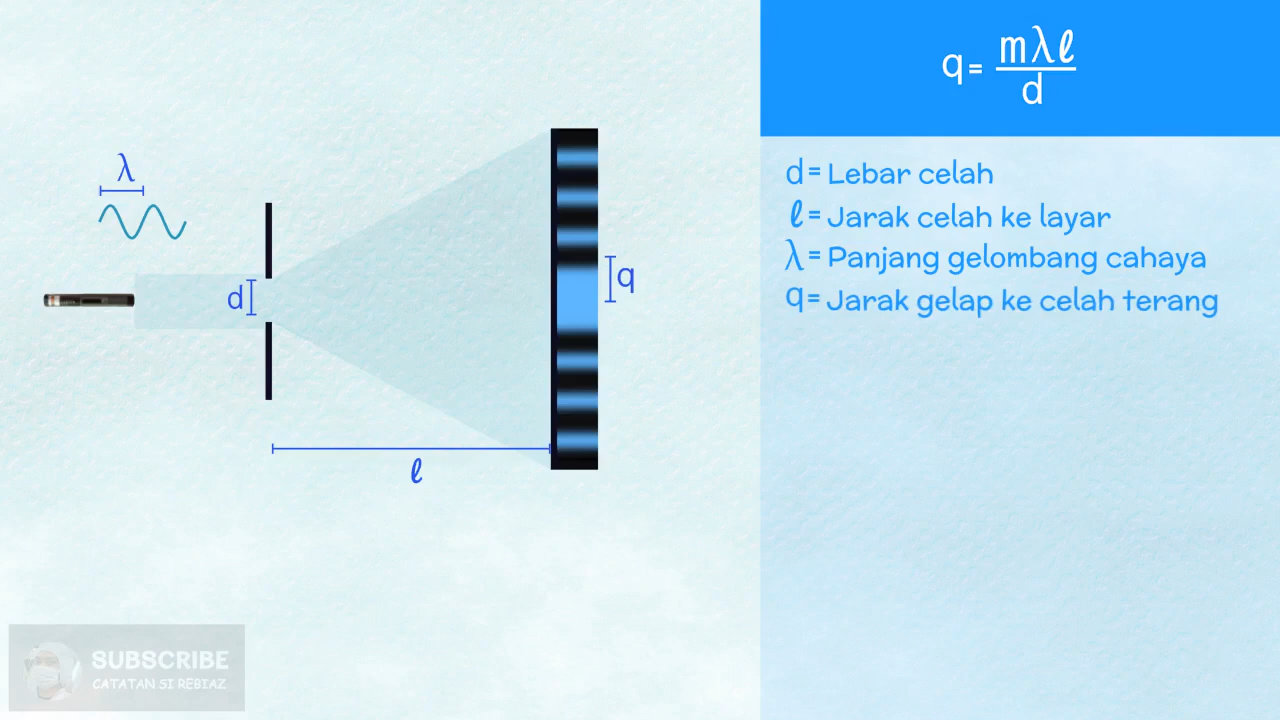 q = mλℓ
d
λ
d
q
ℓ
d = Lebar celah
ℓ = Jarak celah ke layar
λ = Panjang gelombang cahaya
q = Jarak gelap ke celah terang
SUBSCRIBE
CATATAN SI REBIAZ